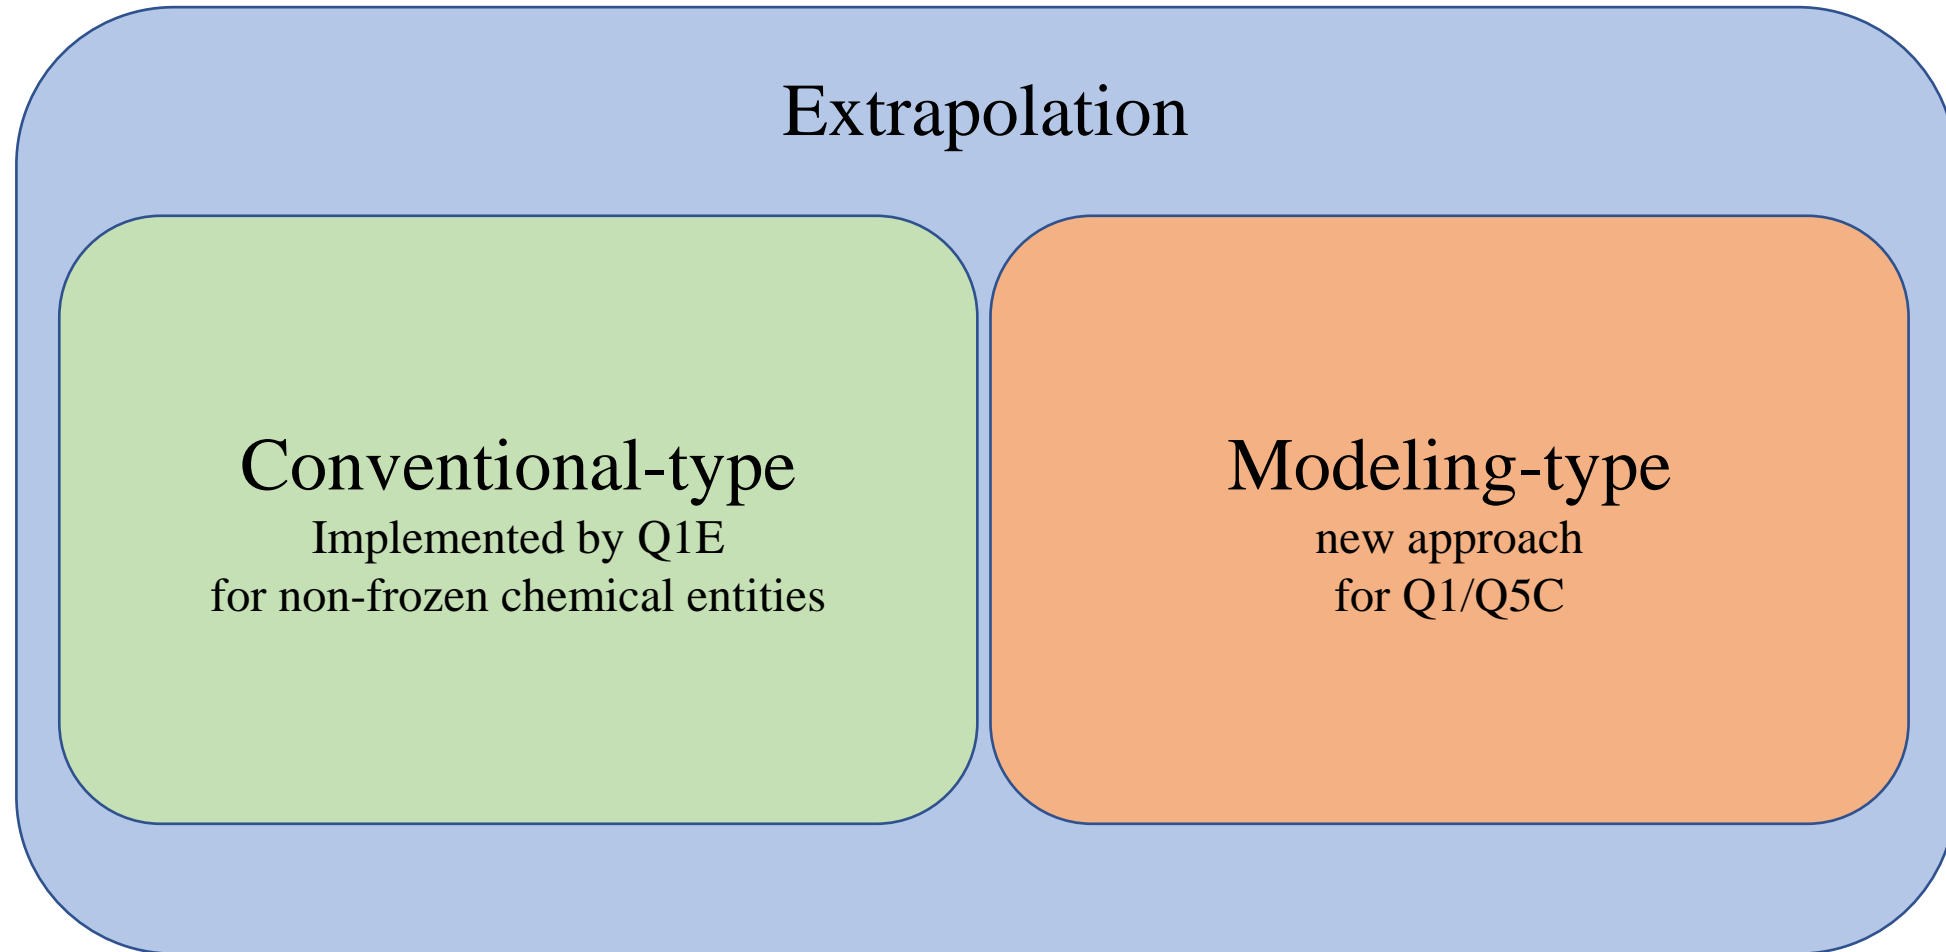 Extrapolation
Conventional-type
Implemented by Q1E
for non-frozen chemical entities
Modeling-type
new approach
for Q1/Q5C